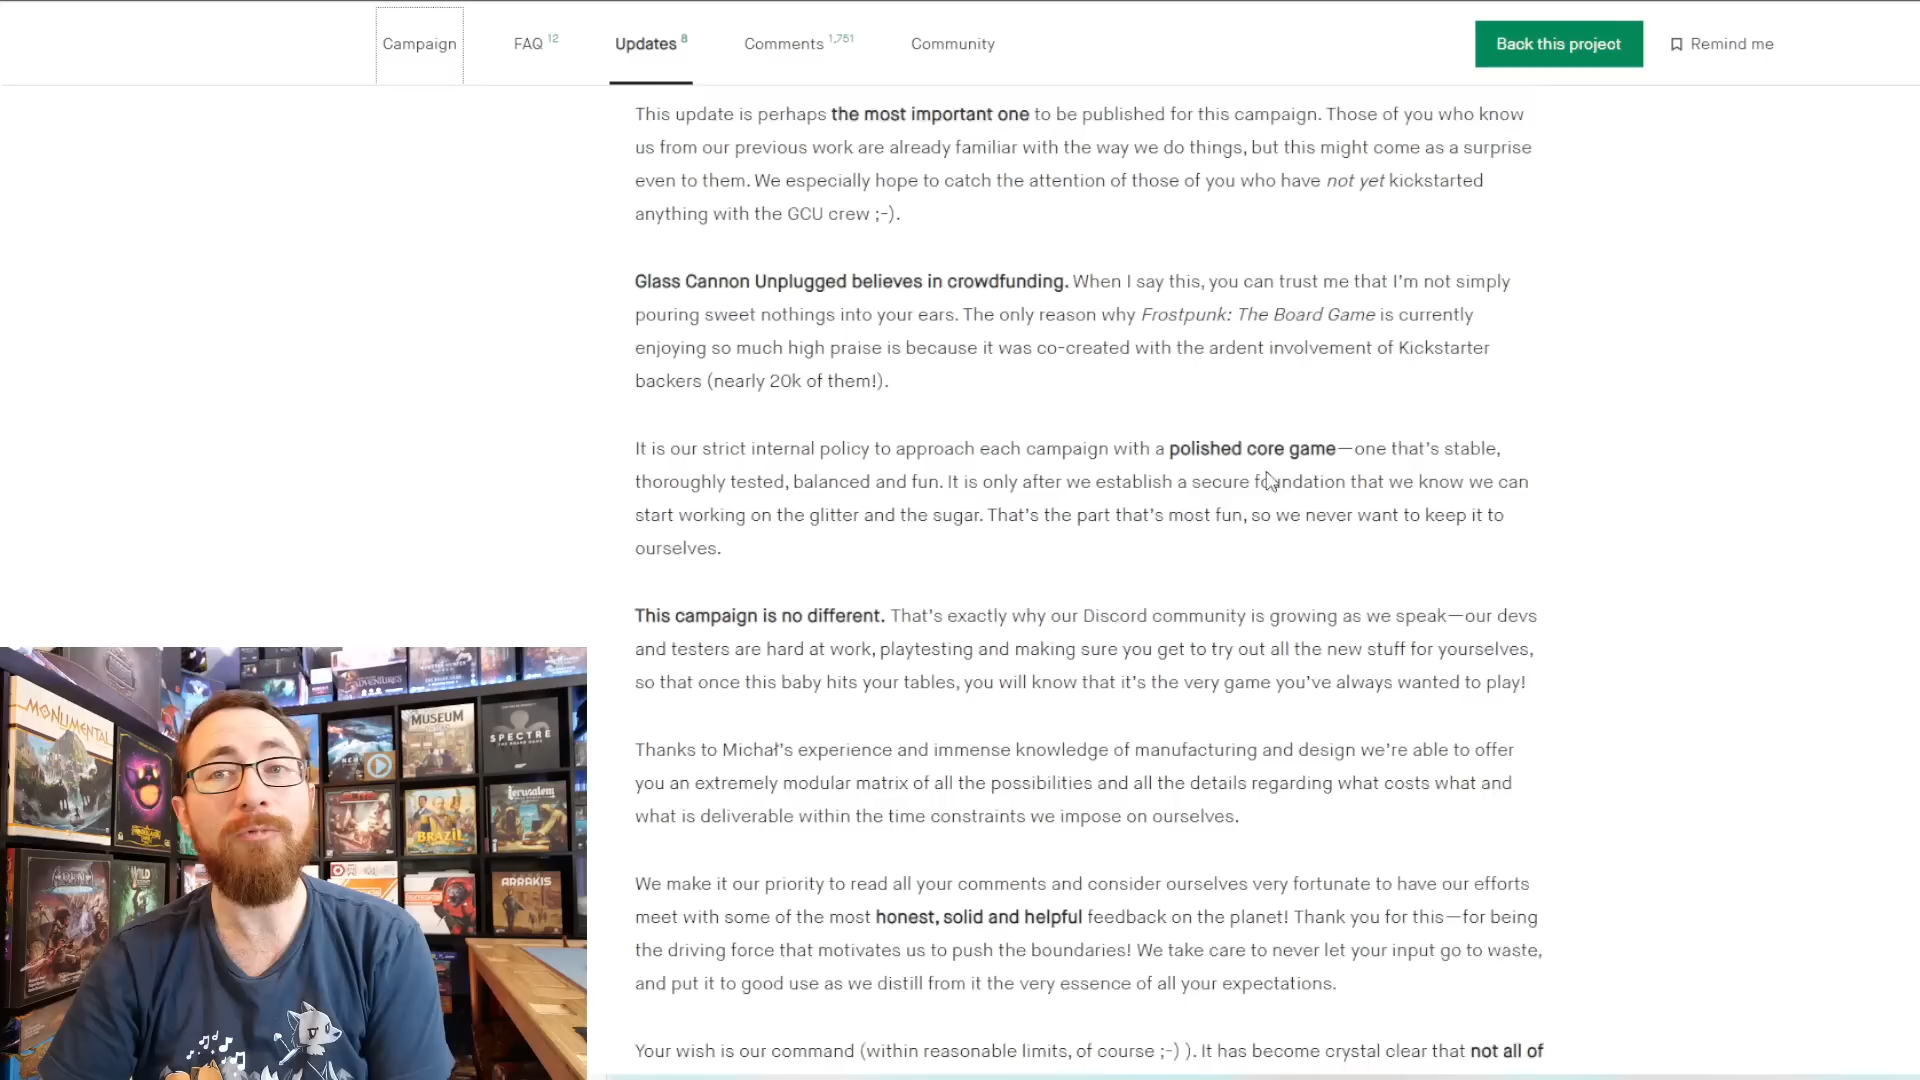 Campaign
FAQ 12
Updates 8
Comments 1,751
Community
Back this project
Remind me
This update is perhaps the most important one to be published for this campaign. Those of you who know
us from our previous work are already familiar with the way we do things, but this might come as a surprise
even to them. We especially hope to catch the attention of those of you who have not yet kickstarted
anything with the GCU crew ;-).
Glass Cannon Unplugged believes in crowdfunding. When I say this, you can trust me that I'm not simply
pouring sweet nothings into your ears. The only reason why Frostpunk: The Board Game is currently
enjoying so much high praise is because it was co-created with the ardent involvement of Kickstarter
backers (nearly 20k of them!).
It is our strict internal policy to approach each campaign with a polished core game—one that's stable,
thoroughly tested, balanced and fun. It is only after we establish a secure foundation that we know we can
start working on the glitter and the sugar. That's the part that's most fun, so we never want to keep it to
ourselves.
This campaign is no different. That's exactly why our Discord community is growing as we speak—our devs
and testers are hard at work, playtesting and making sure you get to try out all the new stuff for yourselves,
so that once this baby hits your tables, you will know that it's the very game you've always wanted to play!
Thanks to Michał's experience and immense knowledge of manufacturing and design we're able to offer
you an extremely modular matrix of all the possibilities and all the details regarding what costs what and
what is deliverable within the time constraints we impose on ourselves.
We make it our priority to read all your comments and consider ourselves very fortunate to have our efforts
meet with some of the most honest, solid and helpful feedback on the planet! Thank you for this—for being
the driving force that motivates us to push the boundaries! We take care to never let your input go to waste,
and put it to good use as we distill from it the very essence of all your expectations.
Your wish is our command (within reasonable limits, of course ;-) ). It has become crystal clear that not all of
MONUMENTAL
MUSEUM
SPECTRE
THE BOARD GAME
Jerusalem
BRAZIL
WILD
ARRAKIS